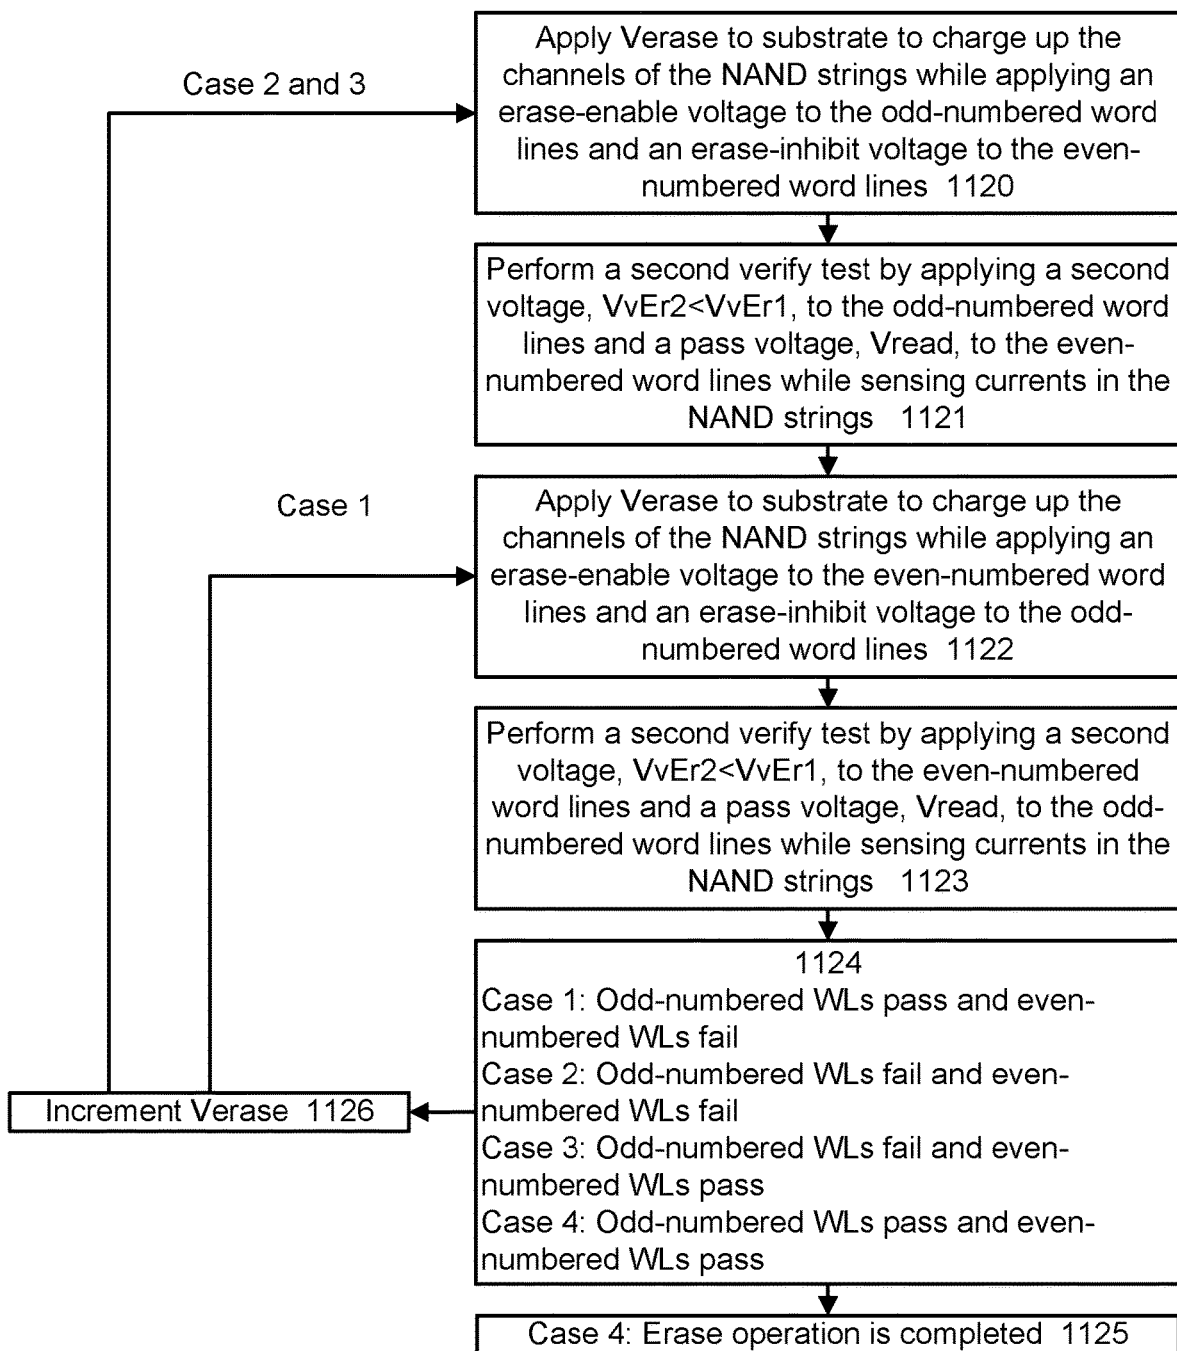 Apply Verase to substrate to charge up the
channels of the NAND strings while applying an
erase-enable voltage to the odd-numbered word
lines and an erase-inhibit voltage to the even-
numbered word lines 1120
Case 2 and 3
Perform a second verify test by applying a second
voltage, VvEr2<VvEr1, to the odd-numbered word
lines and a pass voltage, Vread, to the even-
numbered word lines while sensing currents in the
NAND strings 1121
Case 1
Apply Verase to substrate to charge up the
channels of the NAND strings while applying an
erase-enable voltage to the even-numbered word
lines and an erase-inhibit voltage to the odd-
numbered word lines 1122
Perform a second verify test by applying a second
voltage, VvEr2<VvEr1, to the even-numbered
word lines and a pass voltage, Vread, to the odd-
numbered word lines while sensing currents in the
NAND strings 1123
1124
Case 1: Odd-numbered WLs pass and even-
numbered WLs fail
Case 2: Odd-numbered WLs fail and even-
numbered WLs fail
Case 3: Odd-numbered WLs fail and even-
numbered WLs pass
Case 4: Odd-numbered WLs pass and even-
numbered WLs pass
Increment Verase 1126
Case 4: Erase operation is completed 1125